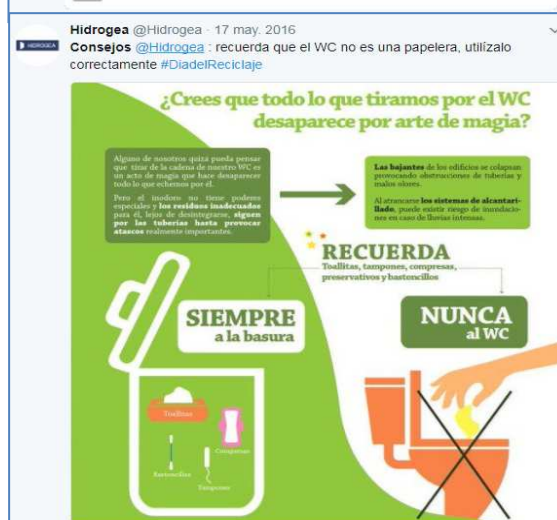 Hidrogea @Hidrogea · 17 may. 2016
HIDROGEA
Consejos @Hidrogea : recuerda que el WC no es una papelera, utilízalo
correctamente #DiadelReciclaje
¿Crees que todo lo que tiramos por el WC
desaparece por arte de magia?
Alguno de nosotros quizá pueda pensar
que tirar de la cadena de nuestro WC es
un acto de magia que hace desaparecer
todo lo que echemos por él.
Pero el inodoro no tiene poderes
especiales y los residuos inadecuados
para él, lejos de desintegrarse, siguen
por las tuberías hasta provocar
atascos realmente importantes.
Las bajantes de los edificios se colapsan
provocando obstrucciones de tuberías y
malos olores.
Al atrancarse los sistemas de alcantari-
llado, puede existir riesgo de inundacio-
nes en caso de lluvias intensas.
RECUERDA
Toallitas, tampones, compresas,
preservativos y bastoncillos
SIEMPRE
a la basura
NUNCA
al WC
Toallitas
Compresas
Bastoncillos
Tampones